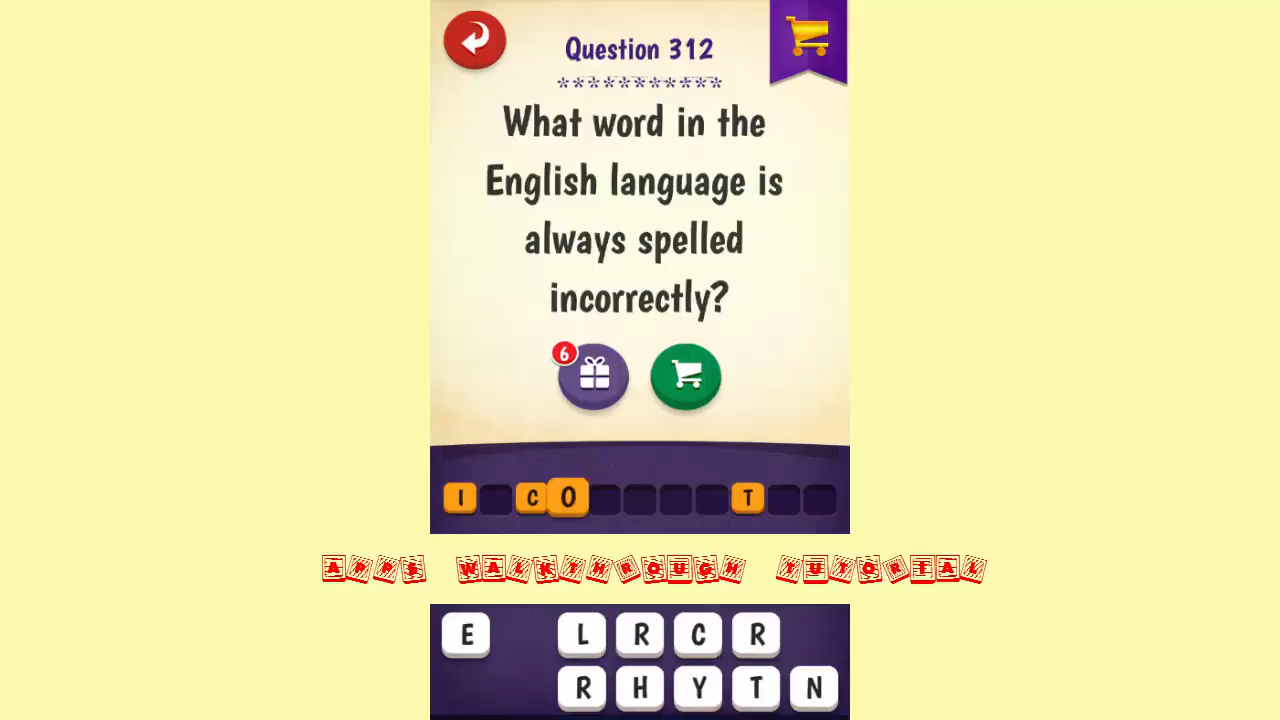 Question 312
***********
What word in the
English language is
always spelled
incorrectly?
6
I C O T
APPS WALKTHROUGH TUTORIAL
E L R C R
R H Y T N